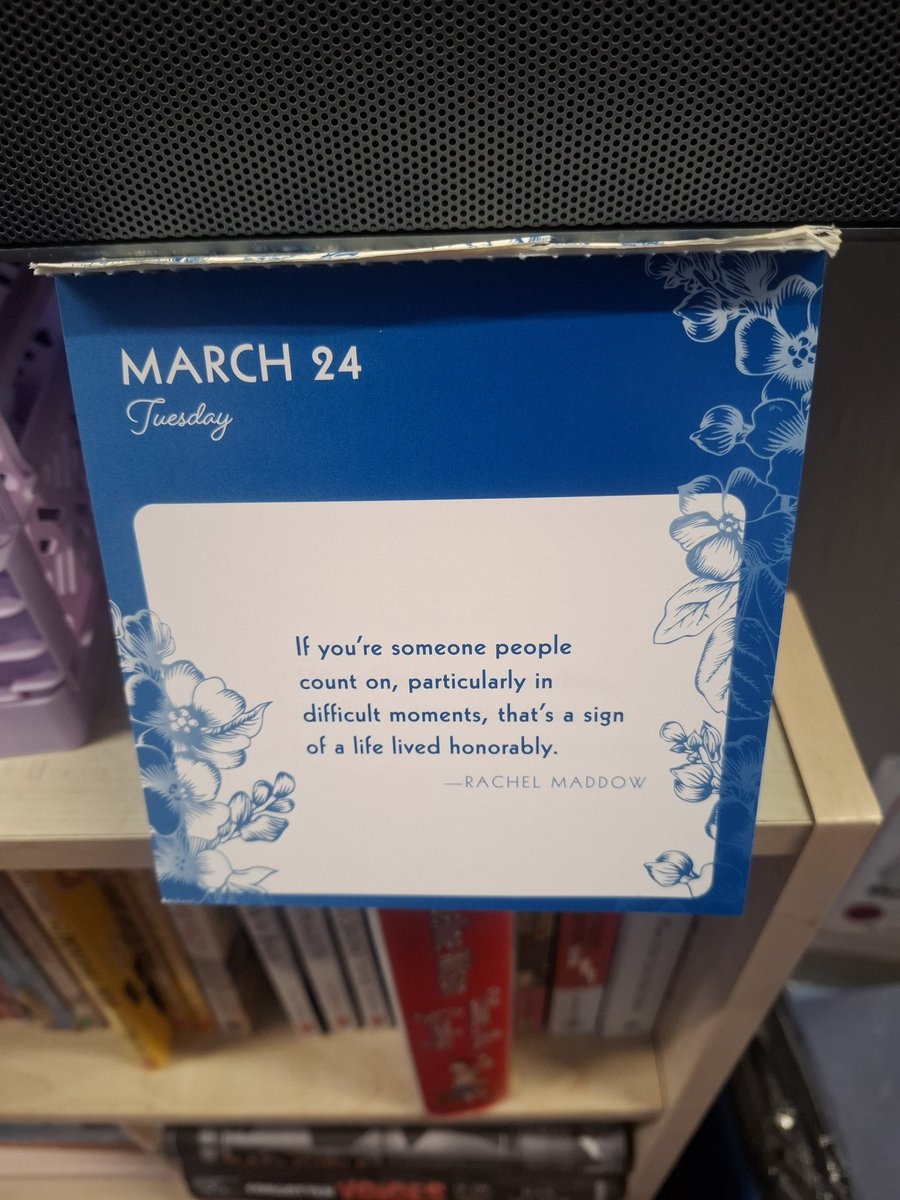 MARCH 24
Tuesday
If you're someone people
count on, particularly in
difficult moments, that's a sign
of a life lived honorably.
—RACHEL MADDOW
VOICES